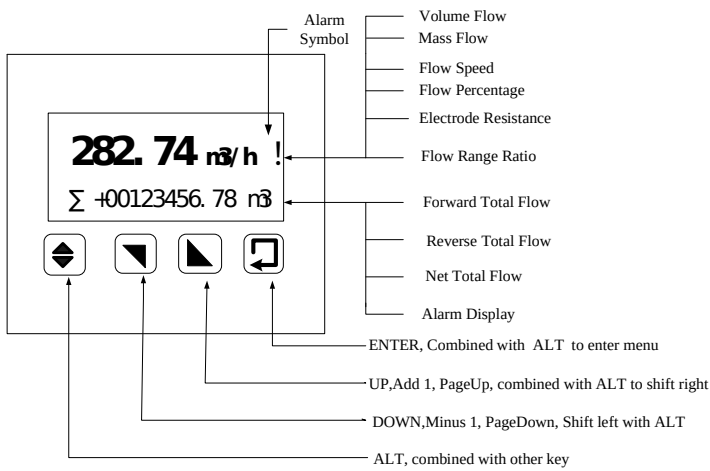 Alarm
Symbol
Volume Flow
Mass Flow
Flow Speed
Flow Percentage
Electrode Resistance
Flow Range Ratio
282. 74 m3/h !
∑ +00123456. 78 m3
Forward Total Flow
Reverse Total Flow
Net Total Flow
Alarm Display
ENTER, Combined with ALT to enter menu
UP,Add 1, PageUp, combined with ALT to shift right
DOWN,Minus 1, PageDown, Shift left with ALT
ALT, combined with other key